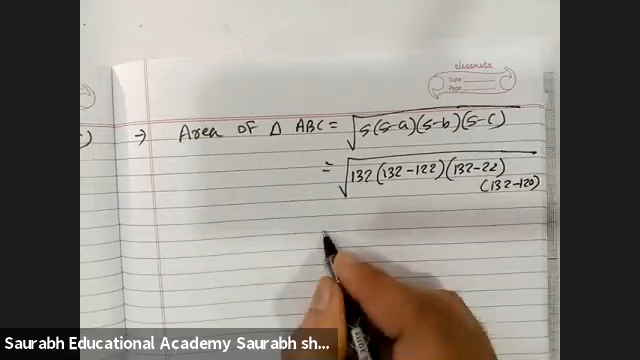 classmate
Date
Page
→ Area OF Δ ABC = √s(s-a)(s-b)(s-c)
= √132(132-122)(132-22)
(132-120)
Saurabh Educational Academy Saurabh sh...